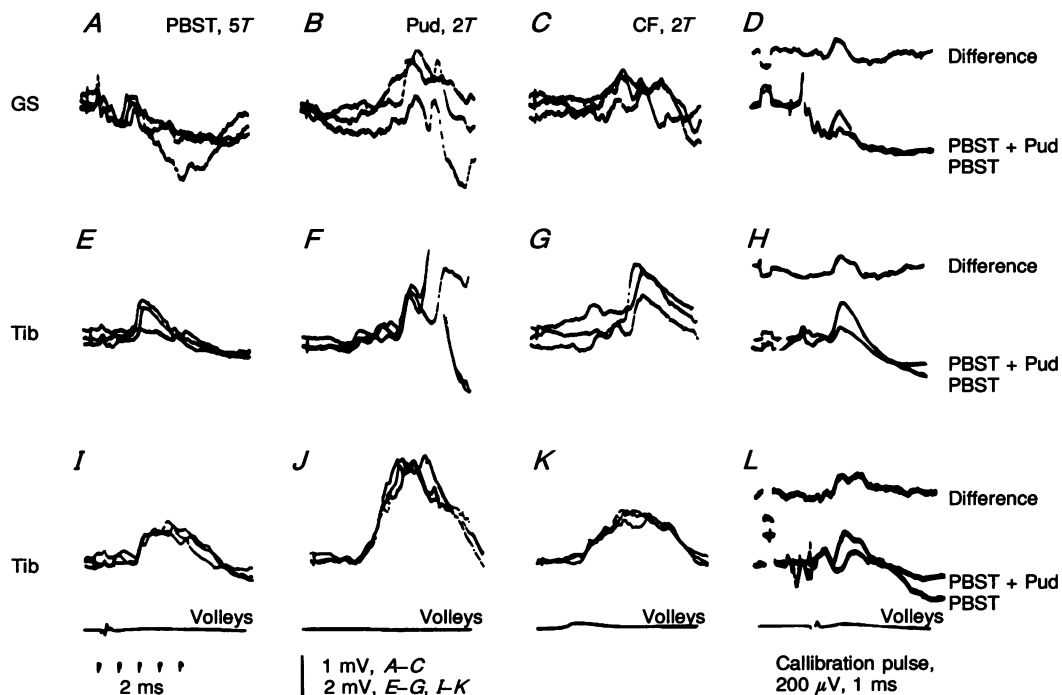 A PBST, 5T B Pud, 2T C CF, 2T D
GS
Difference
PBST + Pud
PBST
E F G H
Tib
Difference
PBST + Pud
PBST
I J K L
Tib
Difference
PBST + Pud
PBST
Volleys Volleys Volleys Volleys
2 ms
1 mV, A–C
2 mV, E–G, I–K
Callibration pulse,
200 μV, 1 ms